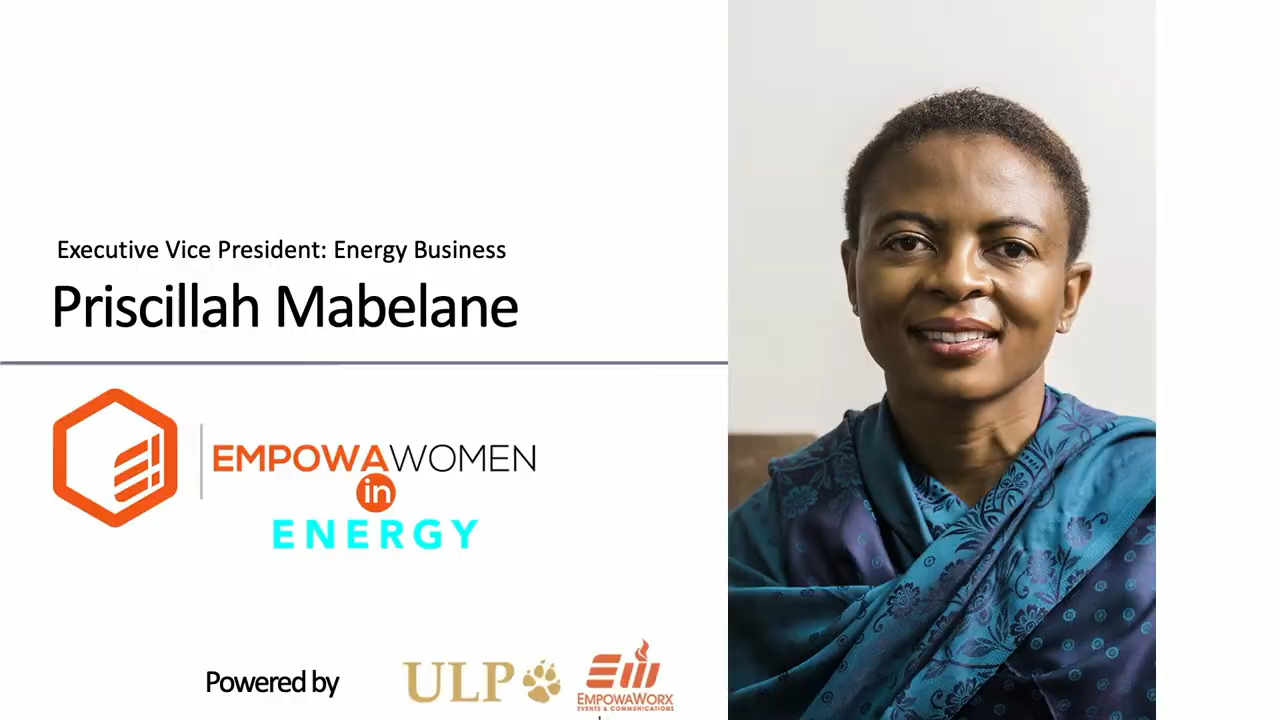 Executive Vice President: Energy Business
Priscillah Mabelane
EMPOWAWOMEN
in
ENERGY
Powered by
ULP
EMPOWAWORX
EVENTS & COMMUNICATIONS